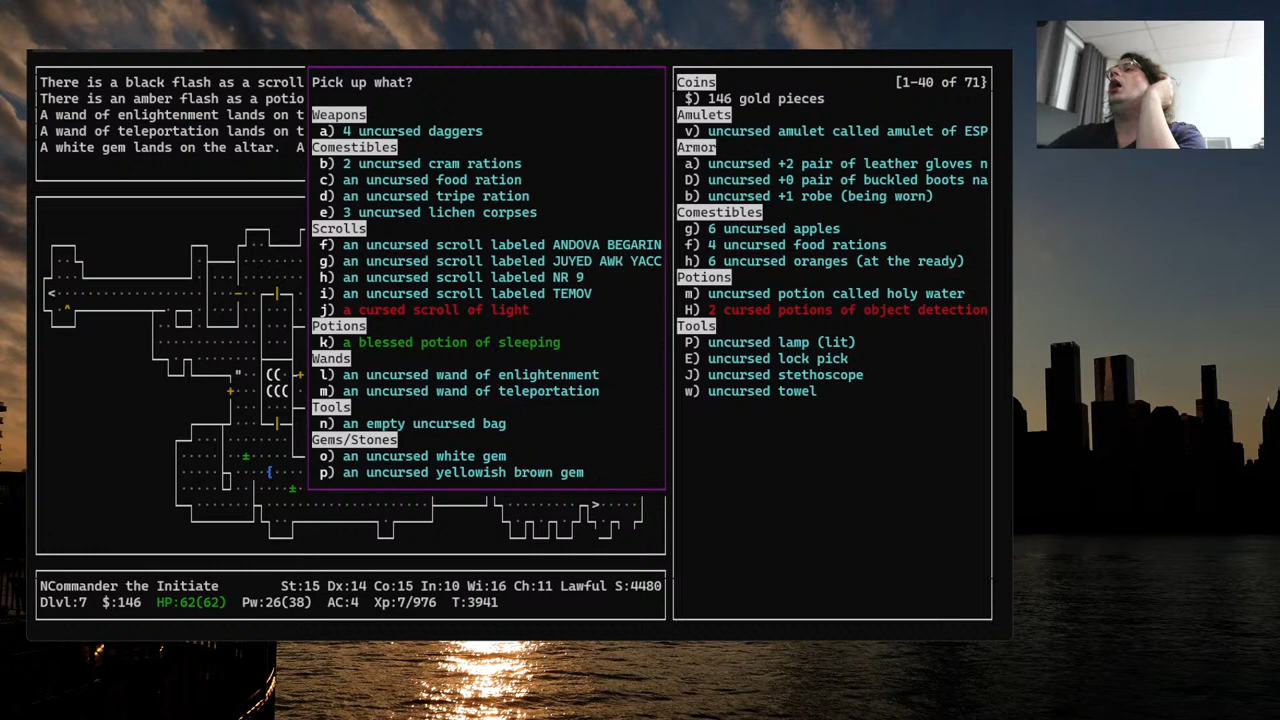 There is a black flash as a scroll
There is an amber flash as a potio
A wand of enlightenment lands on t
A wand of teleportation lands on t
A white gem lands on the altar.  A
Pick up what?
Weapons
a) 4 uncursed daggers
Comestibles
b) 2 uncursed cram rations
c) an uncursed food ration
d) an uncursed tripe ration
e) 3 uncursed lichen corpses
Scrolls
f) an uncursed scroll labeled ANDOVA BEGARIN
g) an uncursed scroll labeled JUYED AWK YACC
h) an uncursed scroll labeled NR 9
i) an uncursed scroll labeled TEMOV
j) a cursed scroll of light
Potions
k) a blessed potion of sleeping
Wands
l) an uncursed wand of enlightenment
m) an uncursed wand of teleportation
Tools
n) an empty uncursed bag
Gems/Stones
o) an uncursed white gem
p) an uncursed yellowish brown gem
Coins [1-40 of 71}
$) 146 gold pieces
Amulets
v) uncursed amulet called amulet of ESP
Armor
a) uncursed +2 pair of leather gloves n
D) uncursed +0 pair of buckled boots na
b) uncursed +1 robe (being worn)
Comestibles
g) 6 uncursed apples
f) 4 uncursed food rations
h) 6 uncursed oranges (at the ready)
Potions
m) uncursed potion called holy water
H) 2 cursed potions of object detection
Tools
P) uncursed lamp (lit)
E) uncursed lock pick
J) uncursed stethoscope
w) uncursed towel
NCommander the Initiate St:15 Dx:14 Co:15 In:10 Wi:16 Ch:11 Lawful S:4480
Dlvl:7 $:146 HP:62(62) Pw:26(38) AC:4 Xp:7/976 T:3941